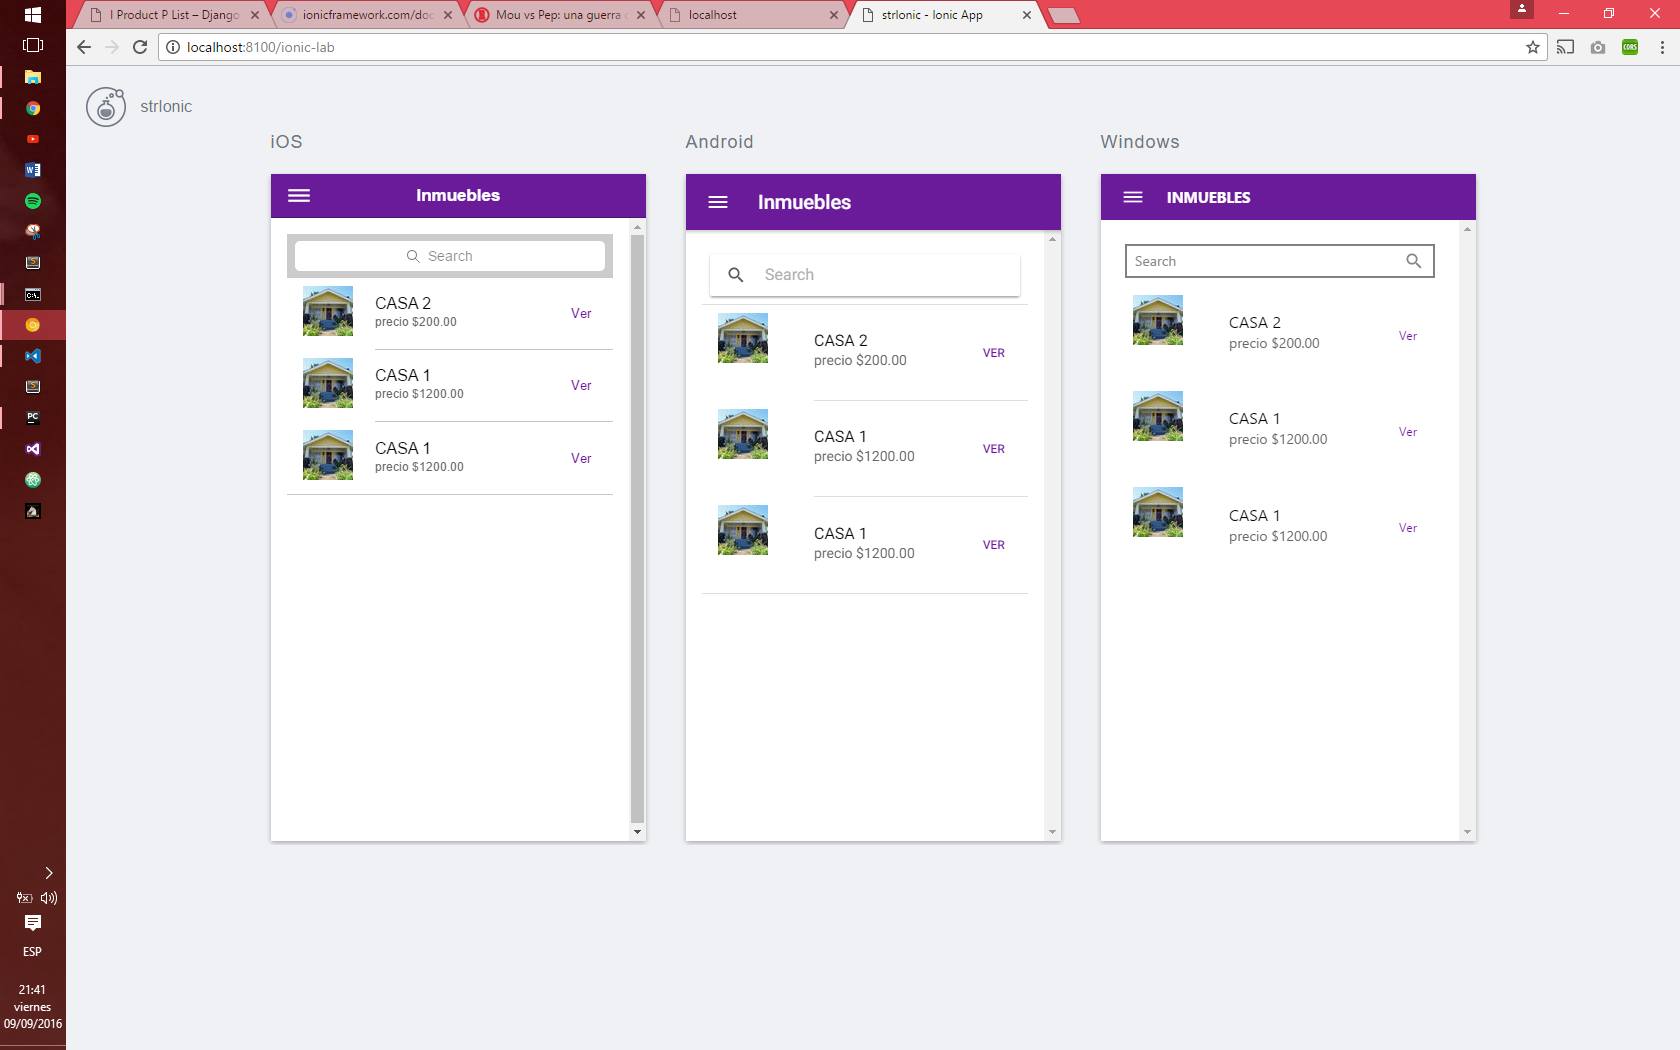 I Product P List – Django
ionicframework.com/doc
Mou vs Pep: una guerra
localhost
strIonic - Ionic App
localhost:8100/ionic-lab
CORS
strIonic
iOS
Android
Windows
Inmuebles
Search
CASA 2
precio $200.00
Ver
CASA 1
precio $1200.00
Ver
CASA 1
precio $1200.00
Ver
Inmuebles
Search
CASA 2
precio $200.00
VER
CASA 1
precio $1200.00
VER
CASA 1
precio $1200.00
VER
INMUEBLES
Search
CASA 2
precio $200.00
Ver
CASA 1
precio $1200.00
Ver
CASA 1
precio $1200.00
Ver
PC
ESP
21:41
viernes
09/09/2016